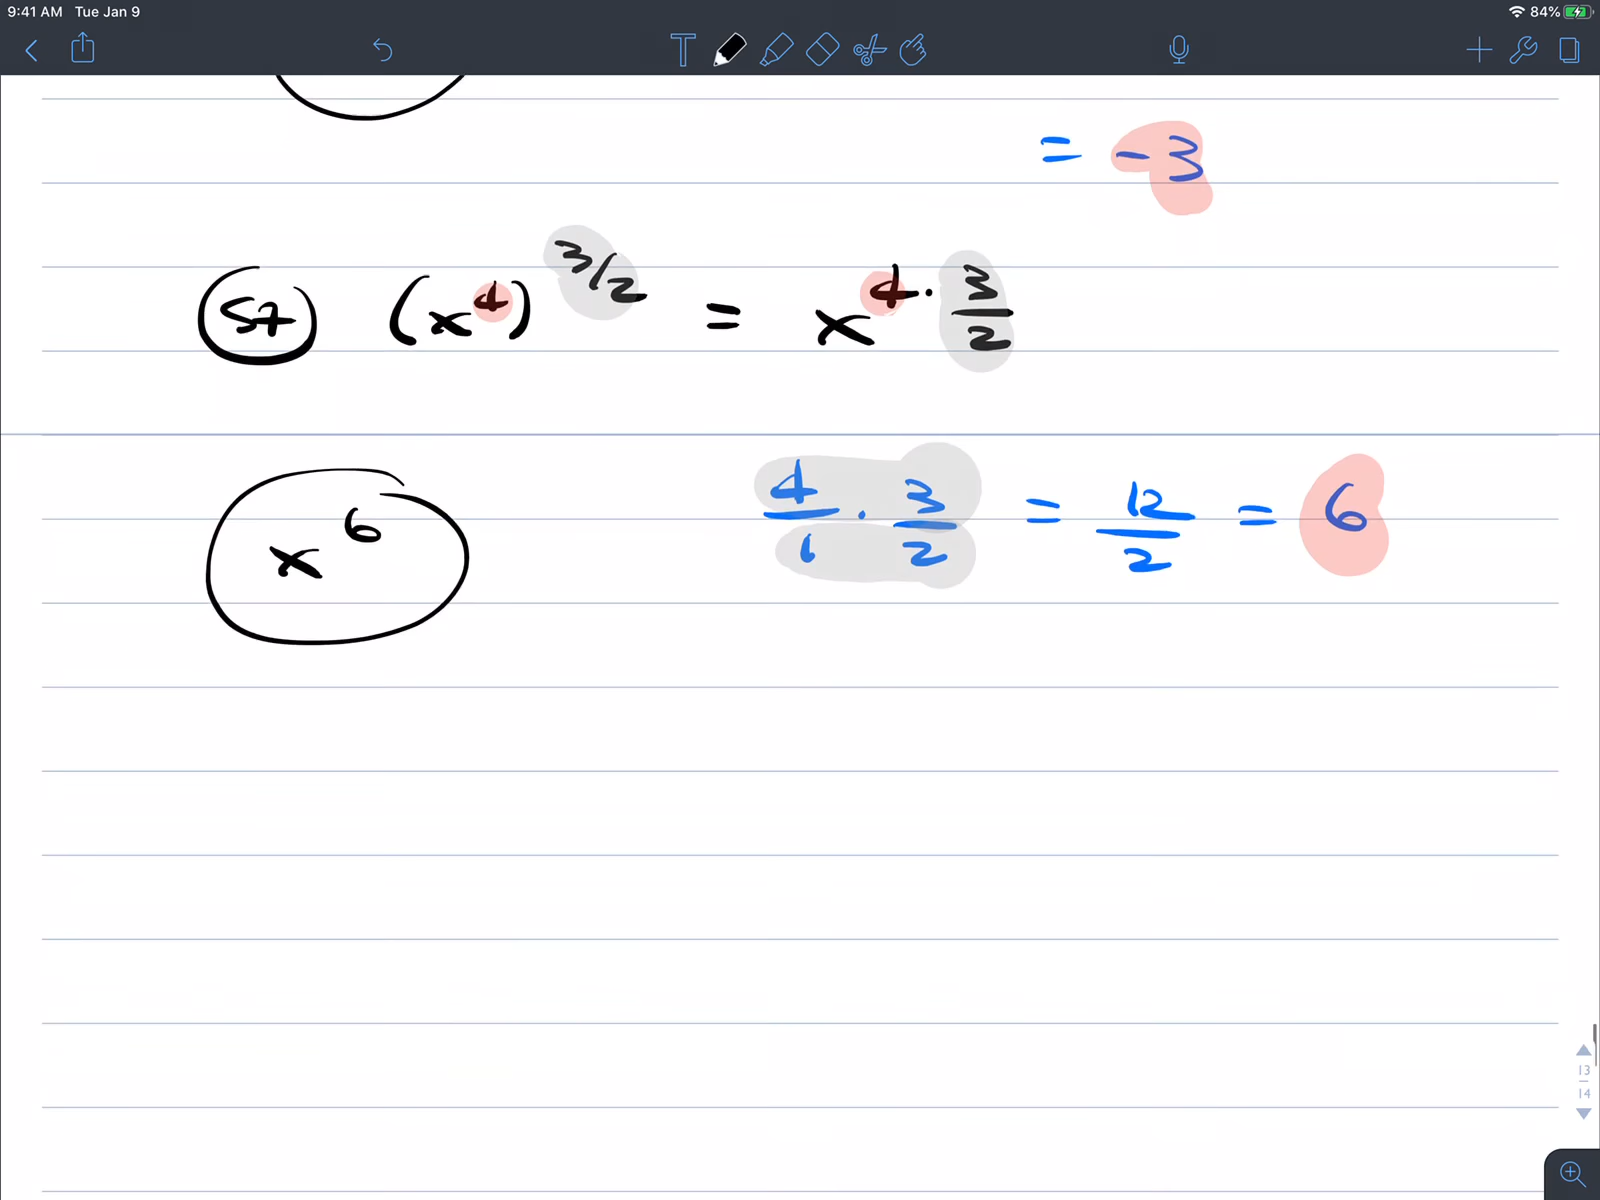 9:41 AM Tue Jan 9 84%
T
= -3
57 (x^4)^3/2 = x^4 · 3/2
x^6 4/1 · 3/2 = 12/2 = 6
13
14